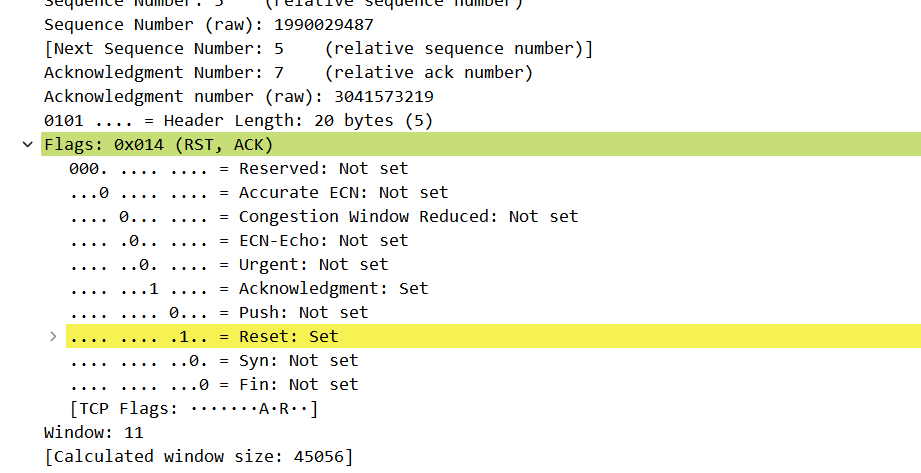 Sequence Number: 5    (relative sequence number)
Sequence Number (raw): 1990029487
[Next Sequence Number: 5    (relative sequence number)]
Acknowledgment Number: 7    (relative ack number)
Acknowledgment number (raw): 3041573219
0101 .... = Header Length: 20 bytes (5)
Flags: 0x014 (RST, ACK)
000. .... .... = Reserved: Not set
...0 .... .... = Accurate ECN: Not set
.... 0... .... = Congestion Window Reduced: Not set
.... .0.. .... = ECN-Echo: Not set
.... ..0. .... = Urgent: Not set
.... ...1 .... = Acknowledgment: Set
.... .... 0... = Push: Not set
.... .... .1.. = Reset: Set
.... .... ..0. = Syn: Not set
.... .... ...0 = Fin: Not set
[TCP Flags: ·······A·R··]
Window: 11
[Calculated window size: 45056]